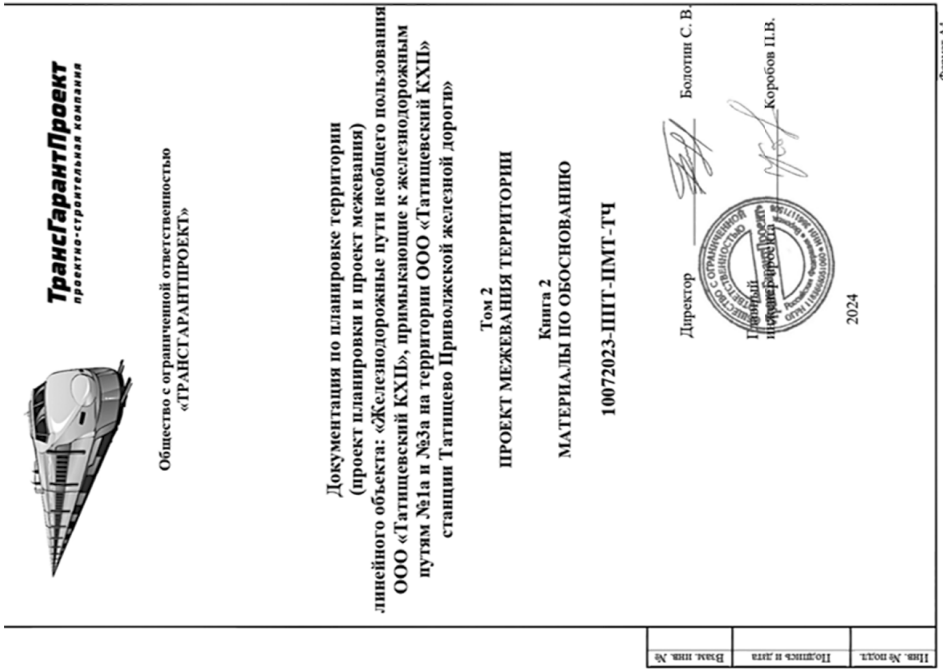 ТрансГарантПроект
проектно-строительная компания
Общество с ограниченной ответственностью
«ТРАНСГАРАНТПРОЕКТ»
Документация по планировке территории
(проект планировки и проект межевания)
линейного объекта: «Железнодорожные пути необщего пользования
ООО «Татищевский КХП», примыкающие к железнодорожным
путям №1а и №3а на территории ООО «Татищевский КХП»
станции Татищево Приволжской железной дороги»
Том 2
ПРОЕКТ МЕЖЕВАНИЯ ТЕРРИТОРИИ
Книга 2
МАТЕРИАЛЫ ПО ОБОСНОВАНИЮ
10072023-ППТ-ПМТ-ТЧ
Директор Болотин С. В.
Главный
инженер проекта Коробов П.В.
2024
Взам. инв. №
Подпись и дата
Инв. № подл.